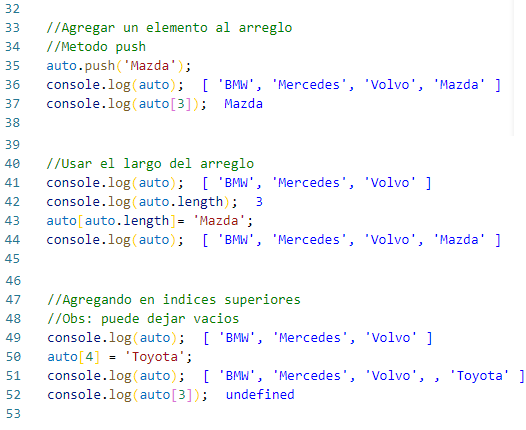 32
33 //Agregar un elemento al arreglo
34 //Metodo push
35 auto.push('Mazda');
36 console.log(auto); [ 'BMW', 'Mercedes', 'Volvo', 'Mazda' ]
37 console.log(auto[3]); Mazda
38
39
40 //Usar el largo del arreglo
41 console.log(auto); [ 'BMW', 'Mercedes', 'Volvo' ]
42 console.log(auto.length); 3
43 auto[auto.length]= 'Mazda';
44 console.log(auto); [ 'BMW', 'Mercedes', 'Volvo', 'Mazda' ]
45
46
47 //Agregando en indices superiores
48 //Obs: puede dejar vacios
49 console.log(auto); [ 'BMW', 'Mercedes', 'Volvo' ]
50 auto[4] = 'Toyota';
51 console.log(auto); [ 'BMW', 'Mercedes', 'Volvo', , 'Toyota' ]
52 console.log(auto[3]); undefined
53